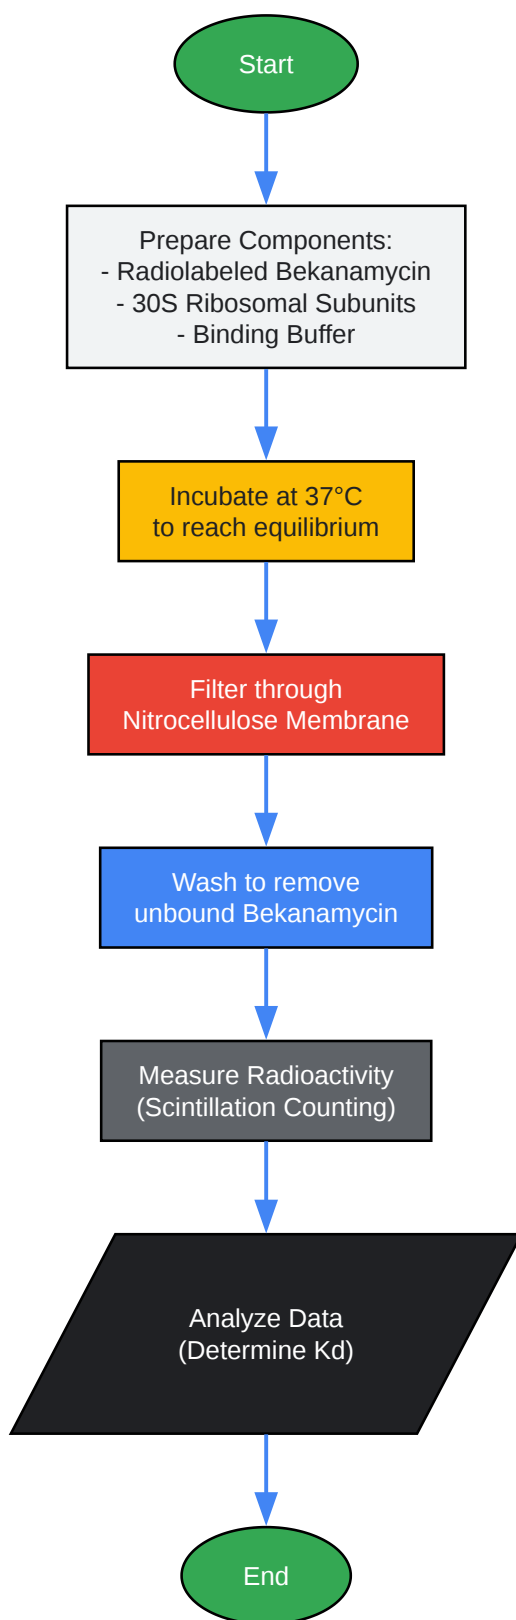 Start
Prepare Components:
- Radiolabeled Bekanamycin
- 30S Ribosomal Subunits
- Binding Buffer
Incubate at 37°C
to reach equilibrium
Filter through
Nitrocellulose Membrane
Wash to remove
unbound Bekanamycin
Measure Radioactivity
(Scintillation Counting)
Analyze Data
(Determine Kd)
End